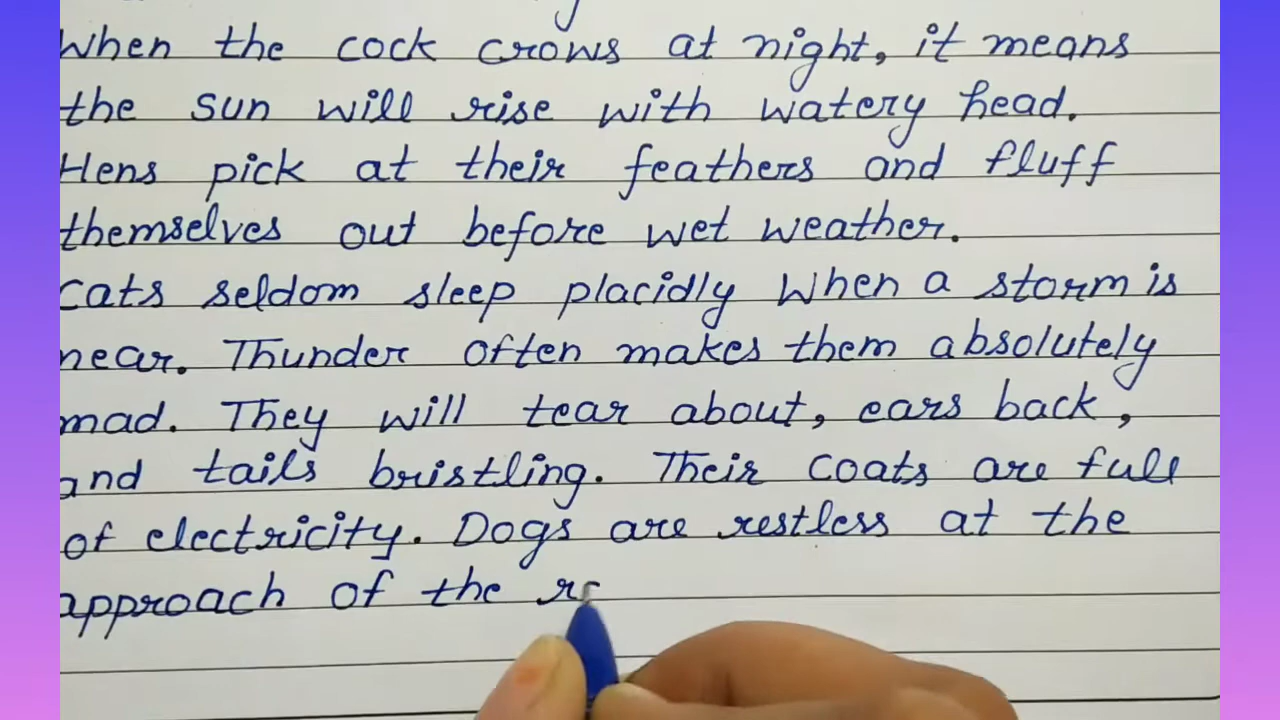 When the cock crows at night, it means
the sun will rise with watery head.
Hens pick at their feathers and fluff
themselves out before wet weather.
Cats seldom sleep placidly when a storm is
near. Thunder often makes them absolutely
mad. They will tear about, ears back,
and tails bristling. Their coats are full
of electricity. Dogs are restless at the
approach of the